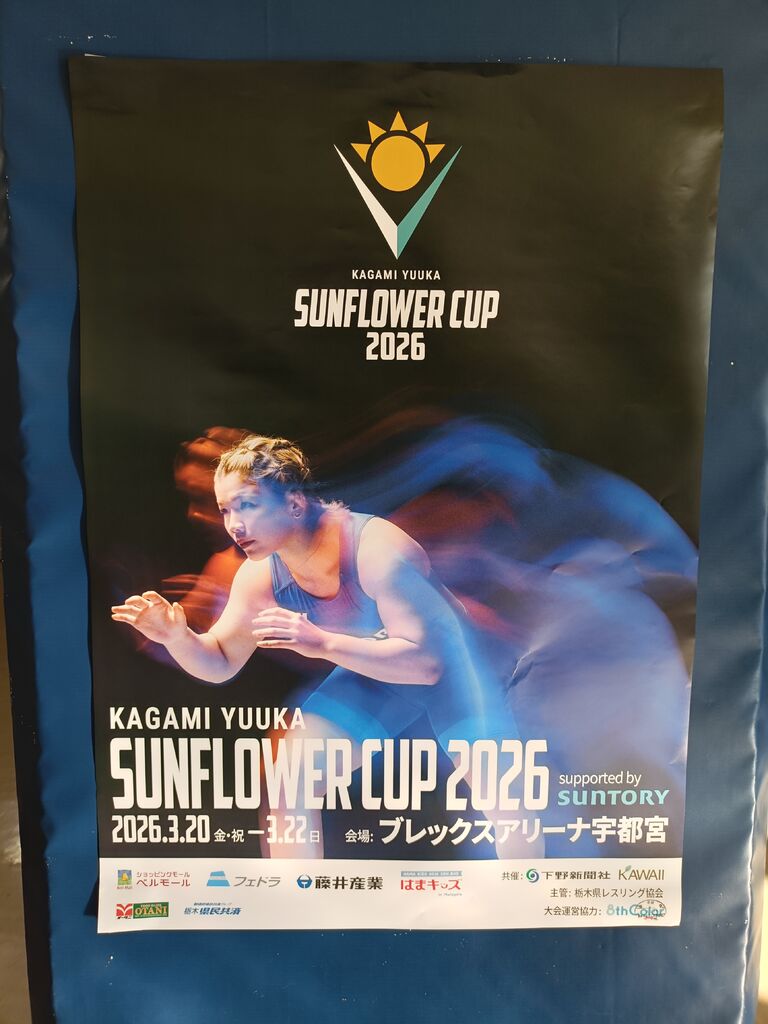 KAGAMI YUUKA
SUNFLOWER CUP
2026
KAGAMI YUUKA
SUNFLOWER CUP 2026 supported by SUNTORY
2026.3.20 金・祝 ー 3.22 日 会場: ブレックスアリーナ宇都宮
ショッピングモール ベルモール フェドラ 藤井産業 はまキッズ 共催: 下野新聞社 KAWAII
主管: 栃木県レスリング協会
OTANI 栃木県民共済 大会運営協力: 8thColor